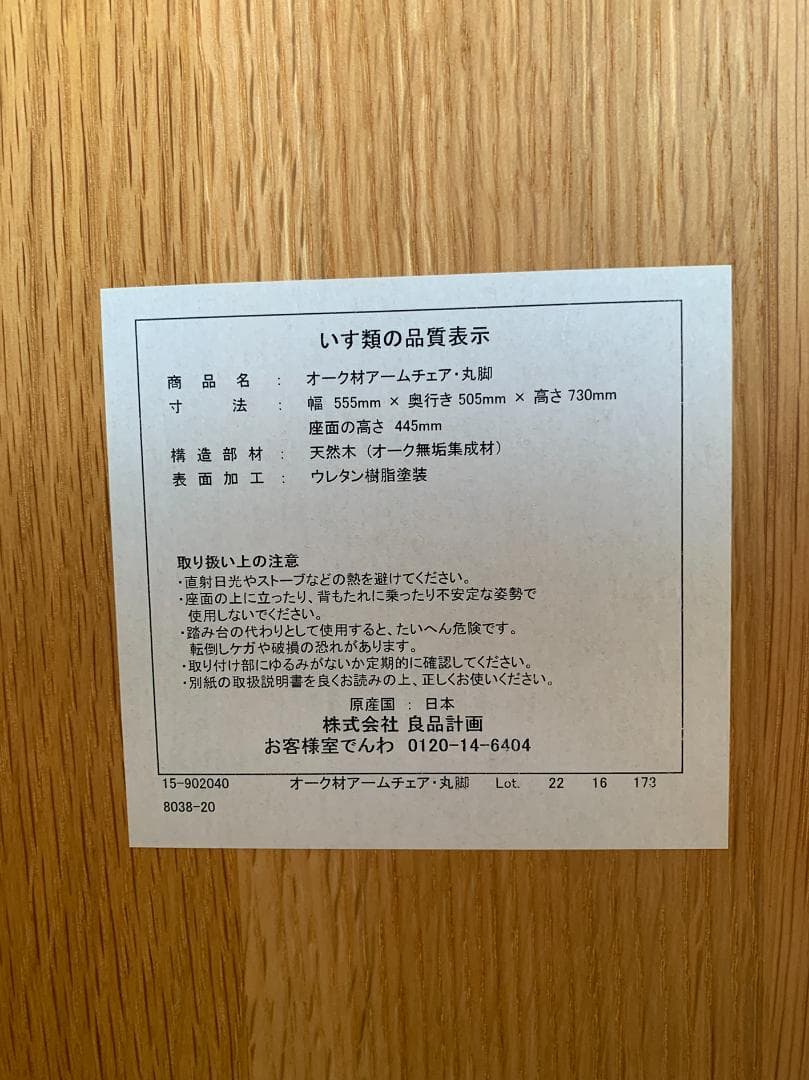 いす類の品質表示
商品名 : オーク材アームチェア・丸脚
寸法 : 幅 555mm × 奥行き 505mm × 高さ 730mm
座面の高さ 445mm
構造部材 : 天然木 (オーク無垢集成材)
表面加工 : ウレタン樹脂塗装
取り扱い上の注意
・直射日光やストーブなどの熱を避けてください。
・座面の上に立ったり、背もたれに乗ったり不安定な姿勢で
使用しないでください。
・踏み台の代わりとして使用すると、たいへん危険です。
転倒しケガや破損の恐れがあります。
・取り付け部にゆるみがないか定期的に確認してください。
・別紙の取扱説明書を良くお読みの上、正しくお使いください。
原産国 : 日本
株式会社 良品計画
お客様室でんわ 0120-14-6404
15-902040 オーク材アームチェア・丸脚 Lot. 22 16 173
8038-20